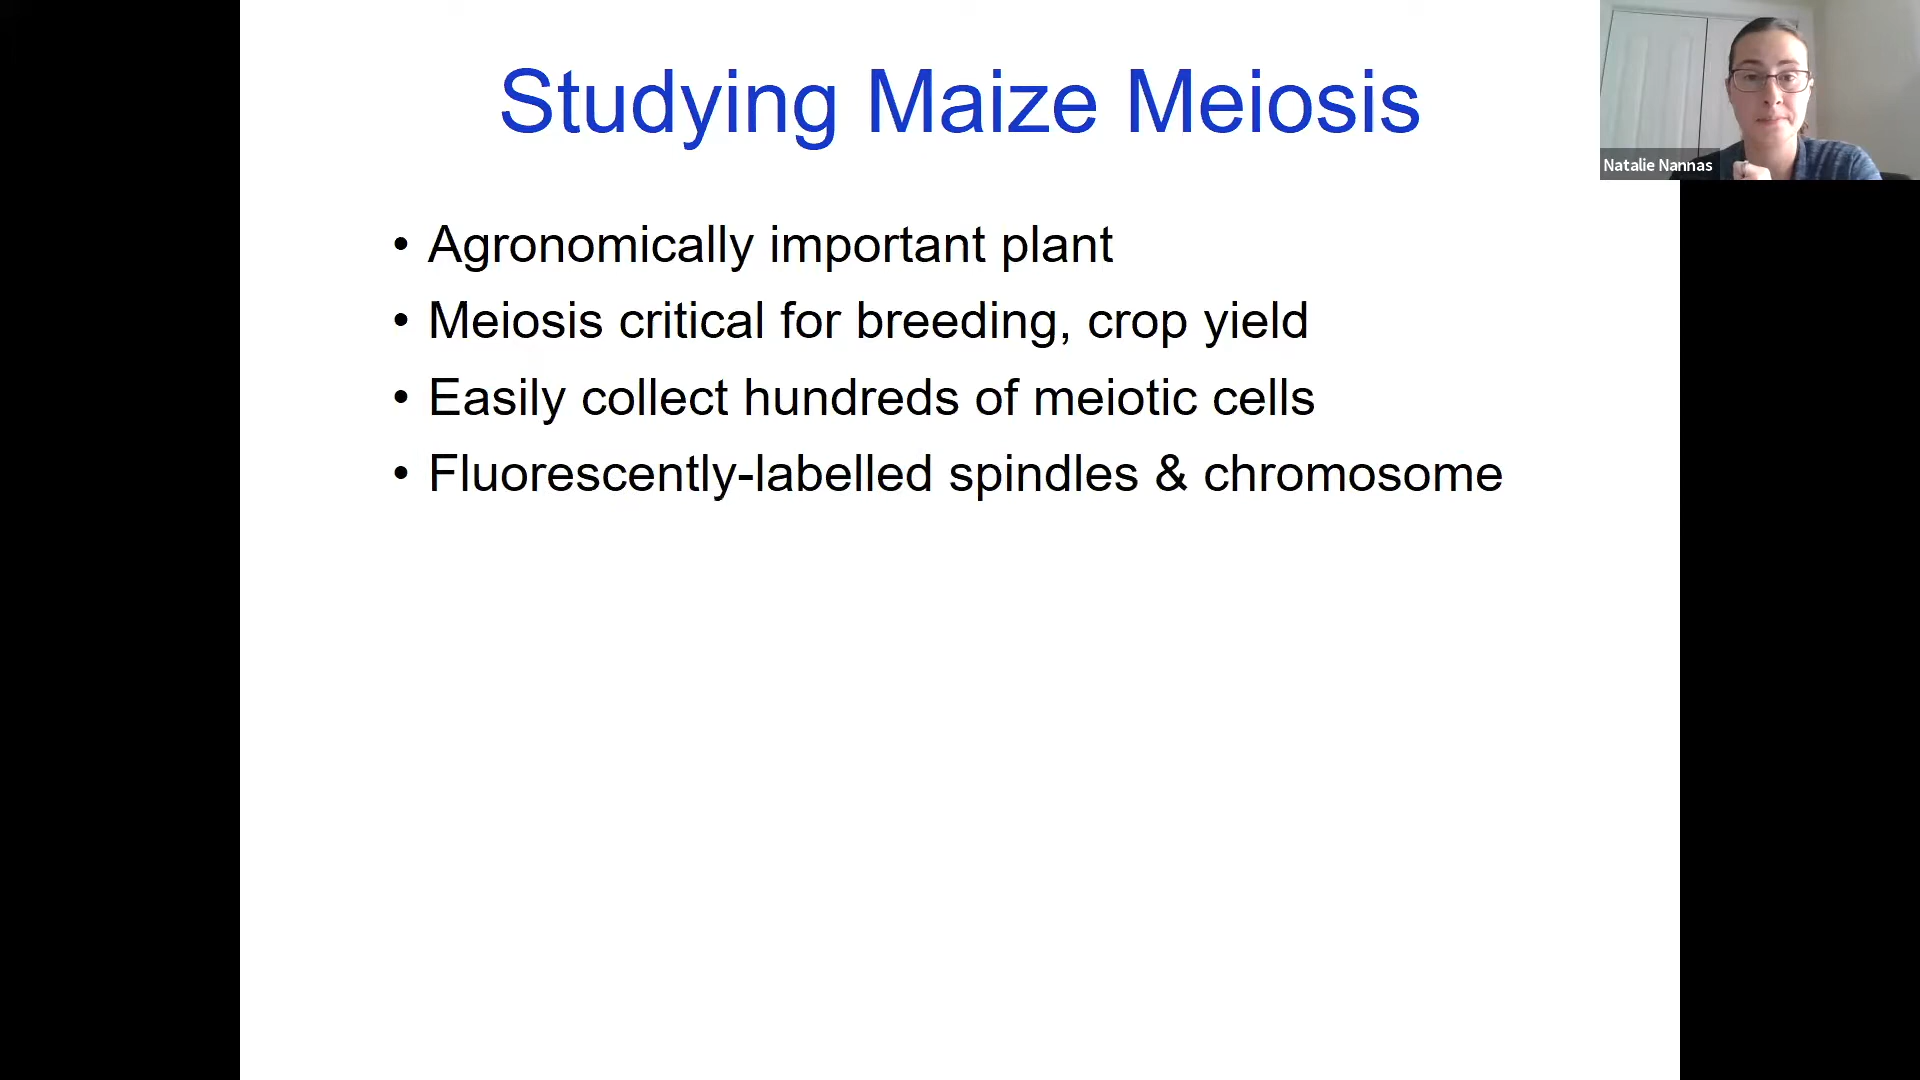 Studying Maize Meiosis
Natalie Nannas
• Agronomically important plant
• Meiosis critical for breeding, crop yield
• Easily collect hundreds of meiotic cells
• Fluorescently-labelled spindles & chromosome